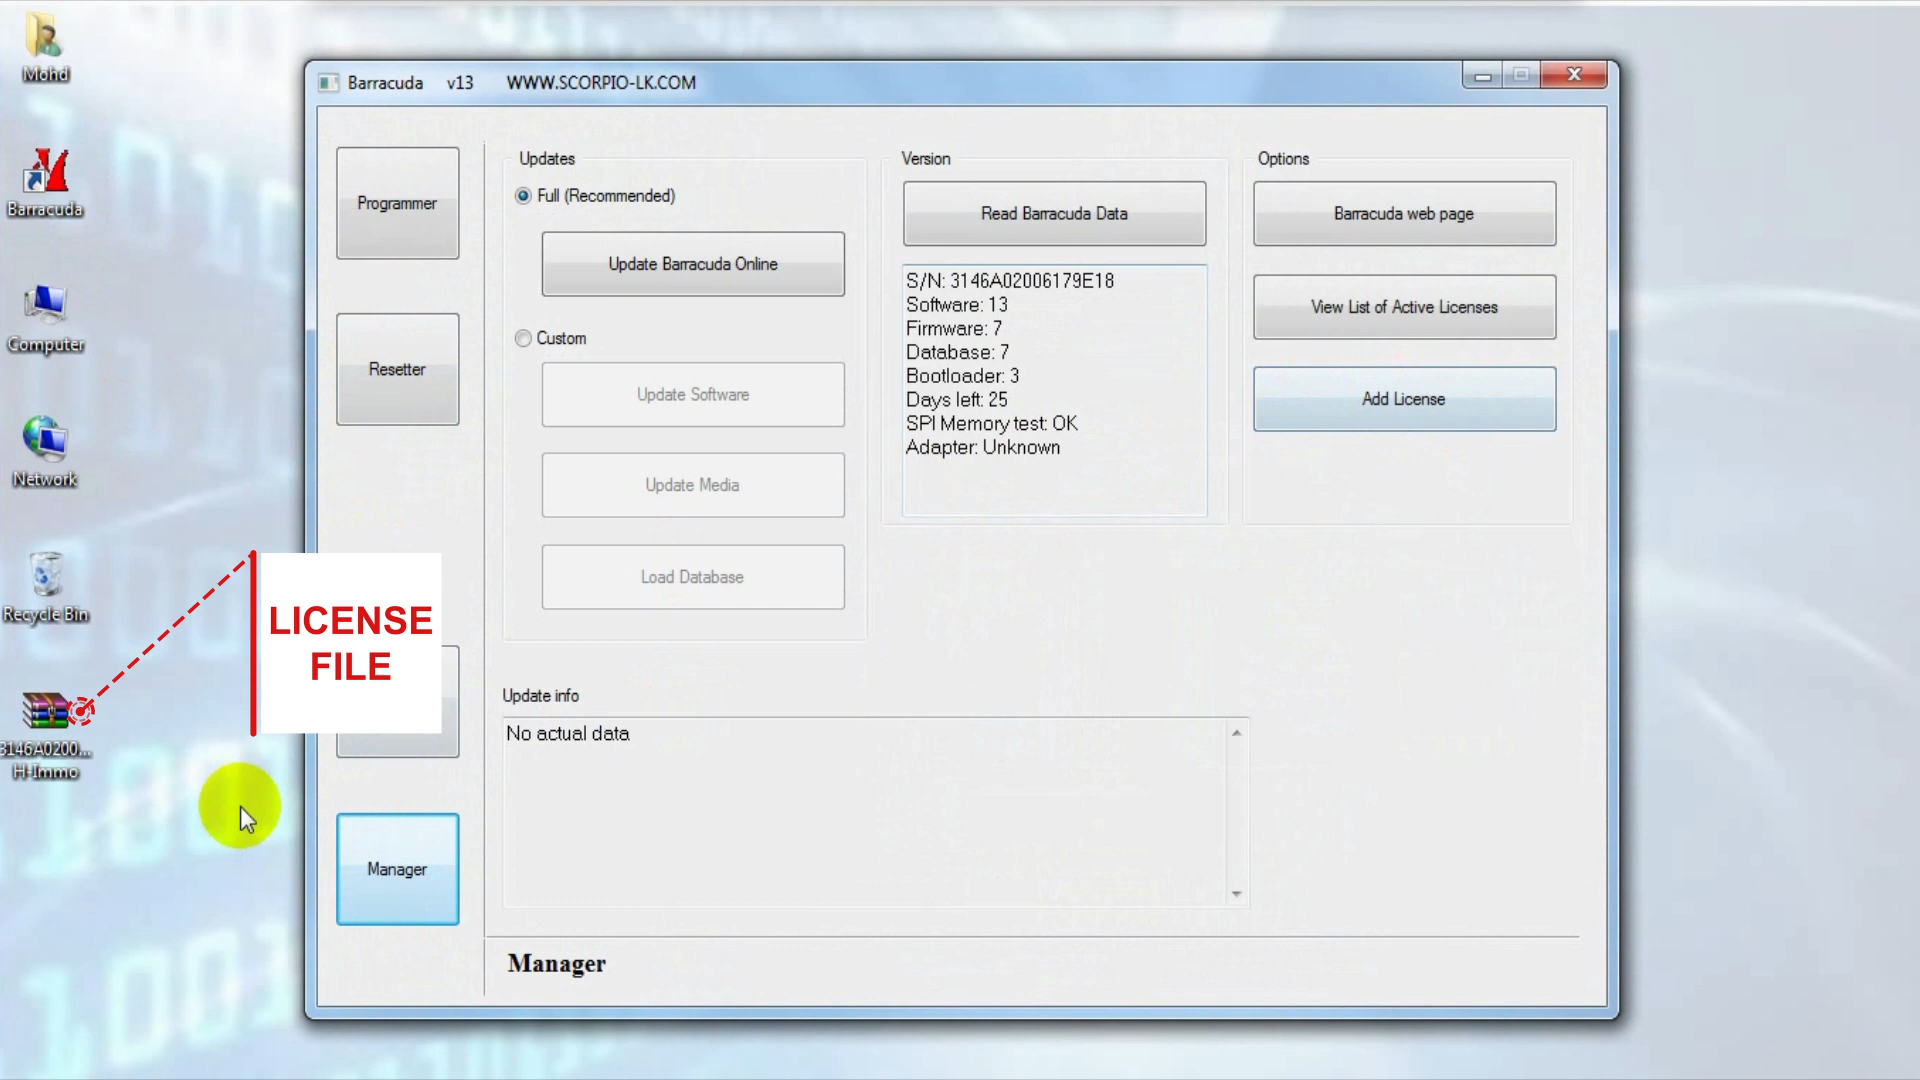 Mohd
Barracuda
Computer
Network
Recycle Bin
3146A0200...
H-Immo
LICENSE
FILE
Barracuda v13 WWW.SCORPIO-LK.COM
Programmer
Resetter
Manager
Updates
Full (Recommended)
Update Barracuda Online
Custom
Update Software
Update Media
Load Database
Version
Read Barracuda Data
S/N: 3146A02006179E18
Software: 13
Firmware: 7
Database: 7
Bootloader: 3
Days left: 25
SPI Memory test: OK
Adapter: Unknown
Options
Barracuda web page
View List of Active Licenses
Add License
Update info
No actual data
Manager